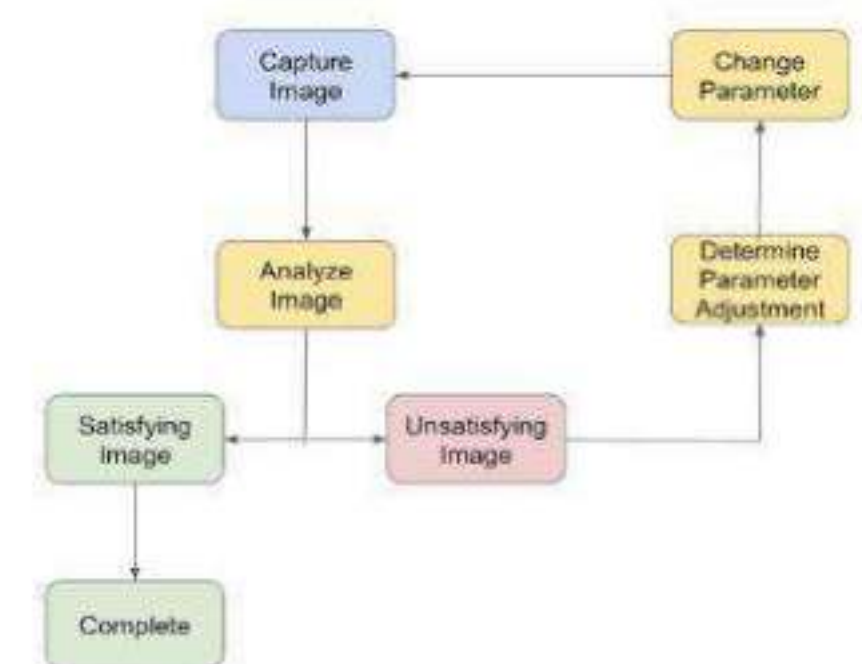 Capture
Image
Change
Parameter
Analyze
Image
Determine
Parameter
Adjustment
Satisfying
Image
Unsatisfying
Image
Complete